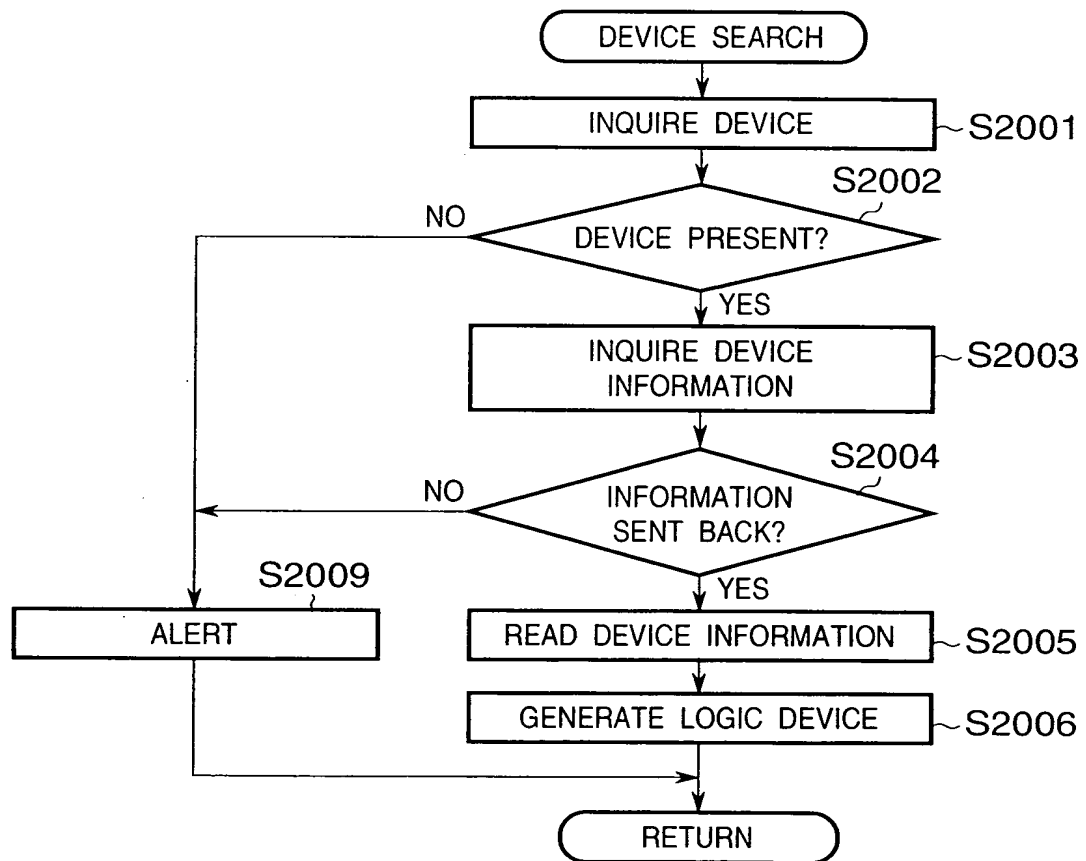 DEVICE SEARCH
INQUIRE DEVICE
S2001
S2002
NO
DEVICE PRESENT?
YES
INQUIRE DEVICE
INFORMATION
S2003
S2004
NO
INFORMATION
SENT BACK?
YES
S2009
ALERT
READ DEVICE INFORMATION
S2005
GENERATE LOGIC DEVICE
S2006
RETURN